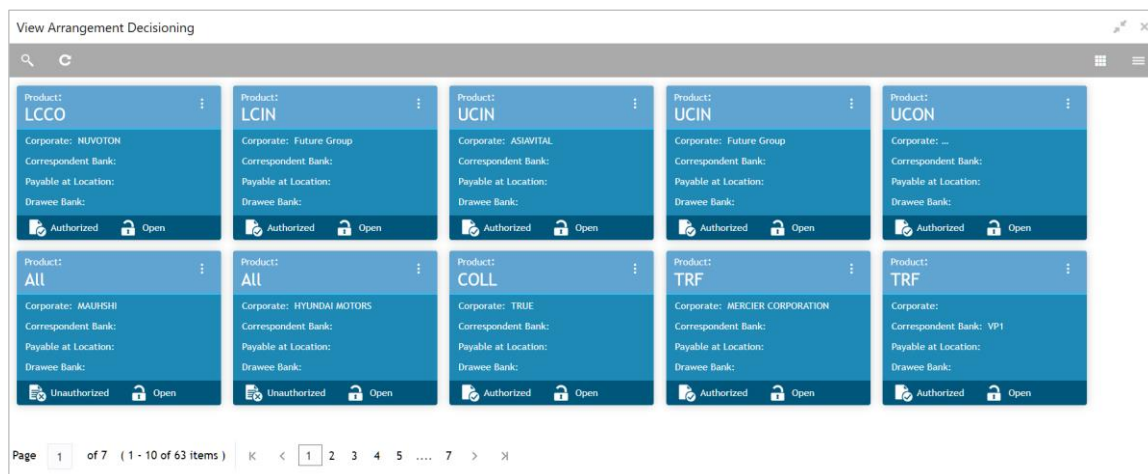 View Arrangement Decisioning
Product:
LCCO
Corporate: NUVOTON
Correspondent Bank:
Payable at Location:
Drawee Bank:
Authorized Open
Product:
LCIN
Corporate: Future Group
Correspondent Bank:
Payable at Location:
Drawee Bank:
Authorized Open
Product:
UCIN
Corporate: ASIAVITAL
Correspondent Bank:
Payable at Location:
Drawee Bank:
Authorized Open
Product:
UCIN
Corporate: Future Group
Correspondent Bank:
Payable at Location:
Drawee Bank:
Authorized Open
Product:
UCON
Corporate: ...
Correspondent Bank:
Payable at Location:
Drawee Bank:
Authorized Open
Product:
All
Corporate: MAUHSHI
Correspondent Bank:
Payable at Location:
Drawee Bank:
Unauthorized Open
Product:
All
Corporate: HYUNDAI MOTORS
Correspondent Bank:
Payable at Location:
Drawee Bank:
Unauthorized Open
Product:
COLL
Corporate: TRUE
Correspondent Bank:
Payable at Location:
Drawee Bank:
Authorized Open
Product:
TRF
Corporate: MERCIER CORPORATION
Correspondent Bank:
Payable at Location:
Drawee Bank:
Authorized Open
Product:
TRF
Corporate:
Correspondent Bank: VP1
Payable at Location:
Drawee Bank:
Authorized Open
Page 1 of 7 ( 1 - 10 of 63 items ) 1 2 3 4 5 .... 7